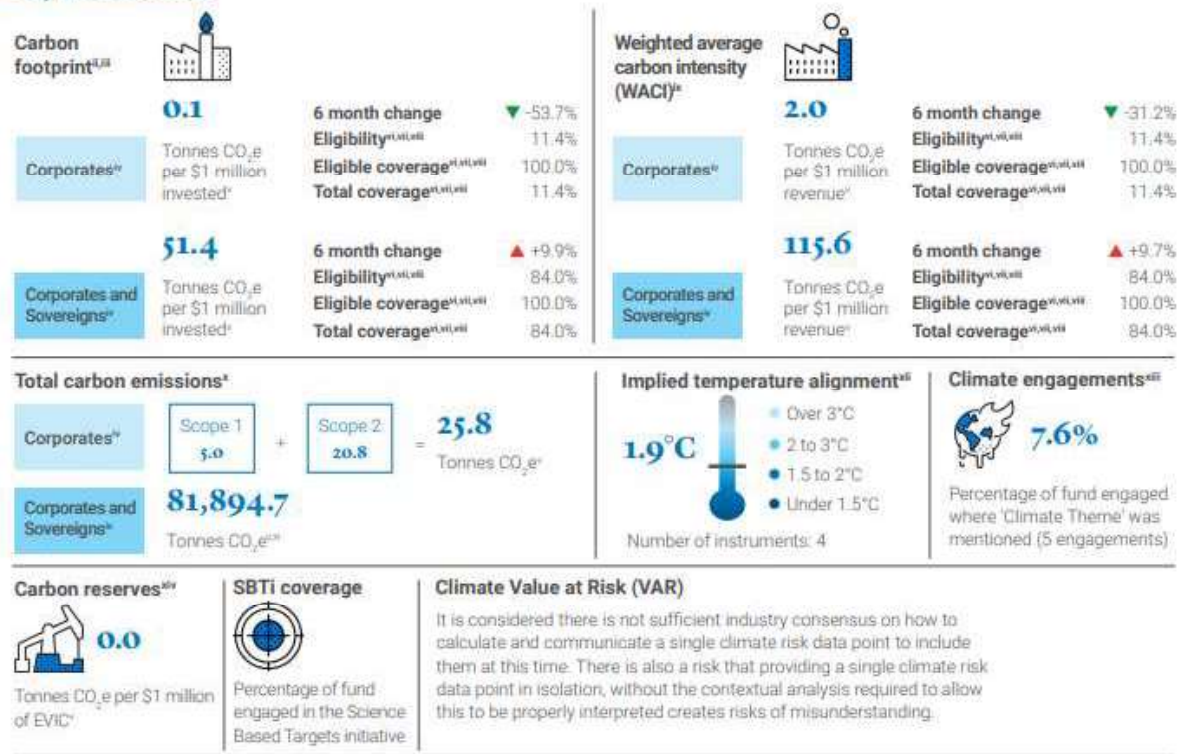 Carbon
footprint
0.1
Corporates
Tonnes CO2e
per $1 million
invested
6 month change ▼ -53.7%
Eligibility 11.4%
Eligible coverage 100.0%
Total coverage 11.4%
51.4
Corporates and
Sovereigns
Tonnes CO2e
per $1 million
invested
6 month change ▲ +9.9%
Eligibility 84.0%
Eligible coverage 100.0%
Total coverage 84.0%
Weighted average
carbon intensity
(WACI)
2.0
Corporates
Tonnes CO2e
per $1 million
revenue
6 month change ▼ -31.2%
Eligibility 11.4%
Eligible coverage 100.0%
Total coverage 11.4%
115.6
Corporates and
Sovereigns
Tonnes CO2e
per $1 million
revenue
6 month change ▲ +9.7%
Eligibility 84.0%
Eligible coverage 100.0%
Total coverage 84.0%
Total carbon emissions
Corporates
Scope 1
5.0
+
Scope 2
20.8
=
25.8
Tonnes CO2e
Corporates and
Sovereigns
81,894.7
Tonnes CO2e
Implied temperature alignment
1.9°C
Over 3°C
2 to 3°C
1.5 to 2°C
Under 1.5°C
Number of instruments: 4
Climate engagements
7.6%
Percentage of fund engaged
where 'Climate Theme' was
mentioned (5 engagements)
Carbon reserves
0.0
Tonnes CO2e per $1 million
of EVIC
SBTi coverage
Percentage of fund
engaged in the Science
Based Targets initiative
Climate Value at Risk (VAR)
It is considered there is not sufficient industry consensus on how to
calculate and communicate a single climate risk data point to include
them at this time. There is also a risk that providing a single climate risk
data point in isolation, without the contextual analysis required to allow
this to be properly interpreted creates risks of misunderstanding.